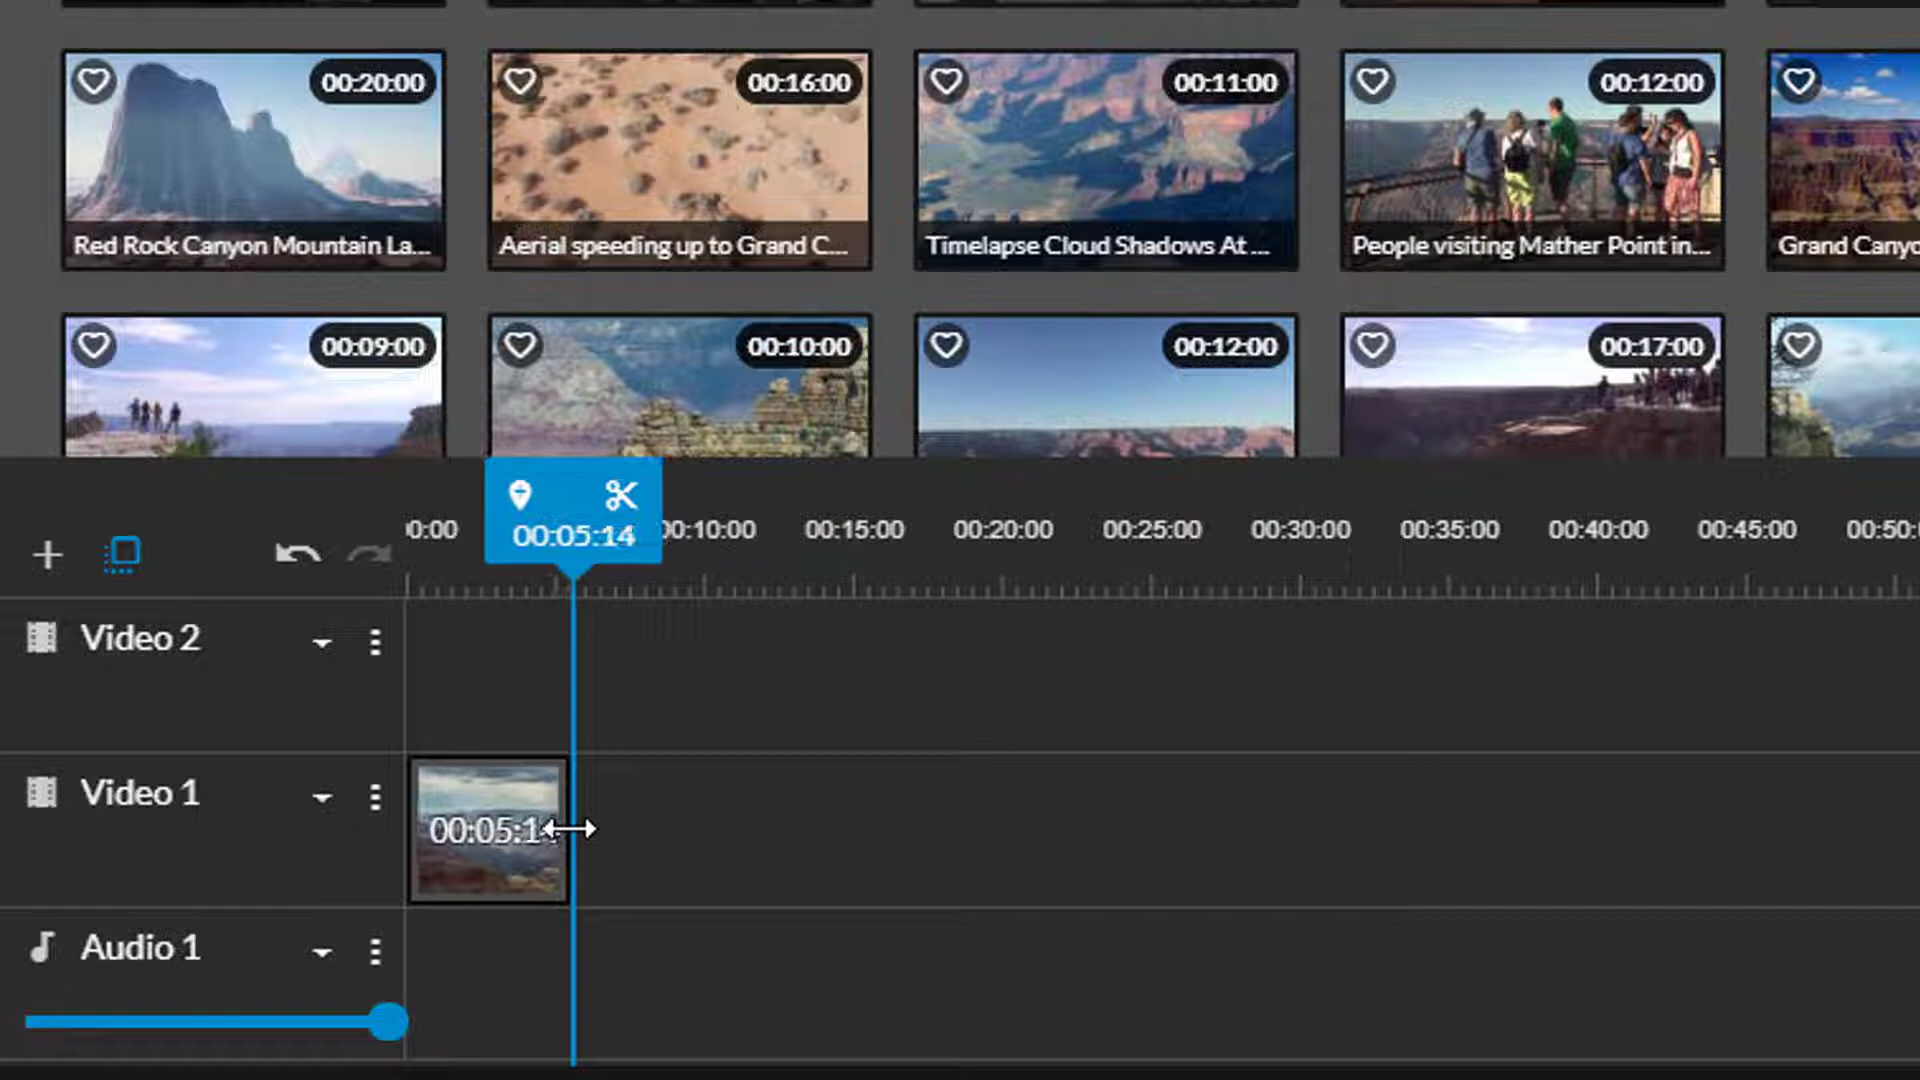 00:20:00
00:16:00
00:11:00
00:12:00
Red Rock Canyon Mountain La...
Aerial speeding up to Grand C...
Timelapse Cloud Shadows At ...
People visiting Mather Point in...
Grand Canyo
00:09:00
00:10:00
00:12:00
00:17:00
0:00
00:05:14
00:10:00
00:15:00
00:20:00
00:25:00
00:30:00
00:35:00
00:40:00
00:45:00
00:50:
Video 2
Video 1
00:05:1
Audio 1